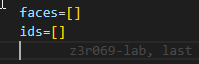 faces=[]
ids=[]
z3r069-lab, last